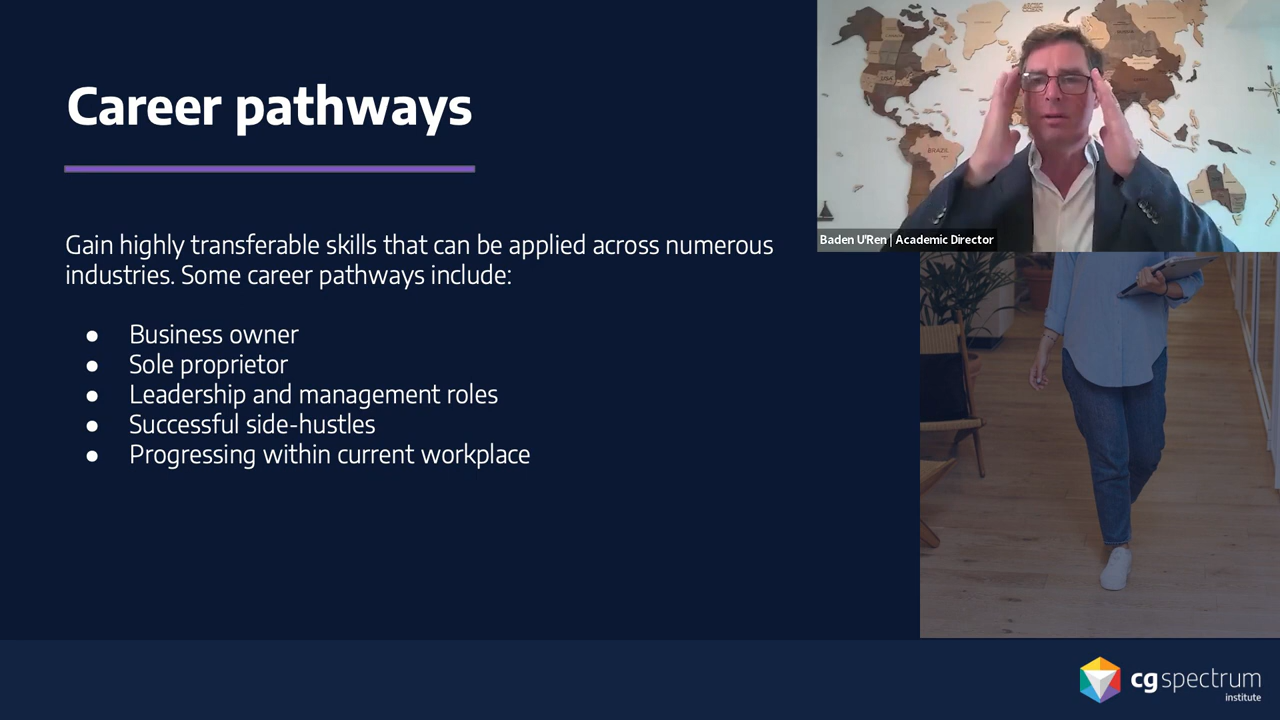 Career pathways
Gain highly transferable skills that can be applied across numerous
industries. Some career pathways include:
● Business owner
● Sole proprietor
● Leadership and management roles
● Successful side-hustles
● Progressing within current workplace
BRAZIL
Baden U'Ren | Academic Director
cg spectrum
institute